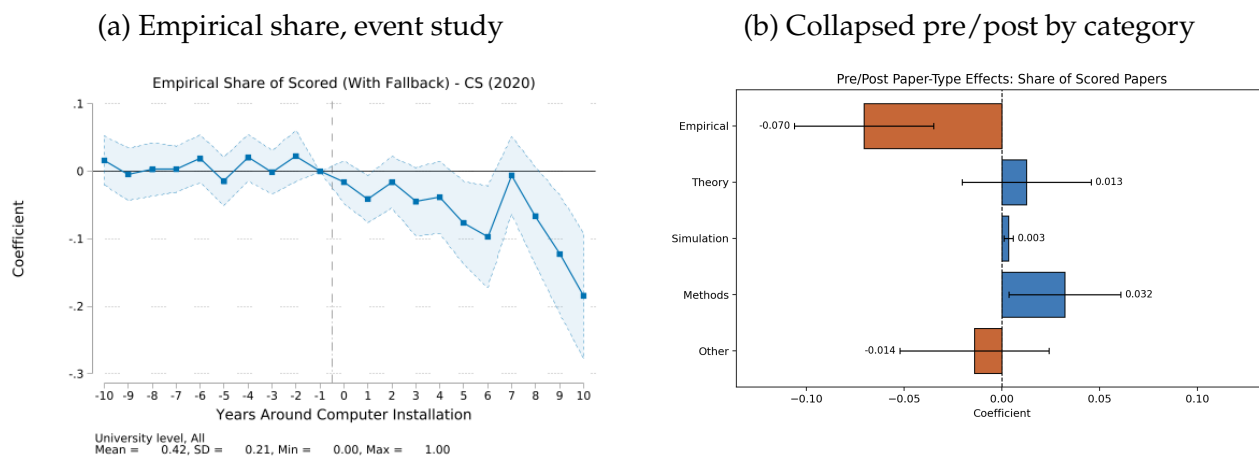 (a) Empirical share, event study
Empirical Share of Scored (With Fallback) - CS (2020)
.1
0
-.1
-.2
-.3
Coefficient
-10 -9 -8 -7 -6 -5 -4 -3 -2 -1 0 1 2 3 4 5 6 7 8 9 10
Years Around Computer Installation
University level, All
Mean = 0.42, SD = 0.21, Min = 0.00, Max = 1.00
(b) Collapsed pre/post by category
Pre/Post Paper-Type Effects: Share of Scored Papers
Empirical -0.070
Theory 0.013
Simulation 0.003
Methods 0.032
Other -0.014
−0.10 −0.05 0.00 0.05 0.10
Coefficient